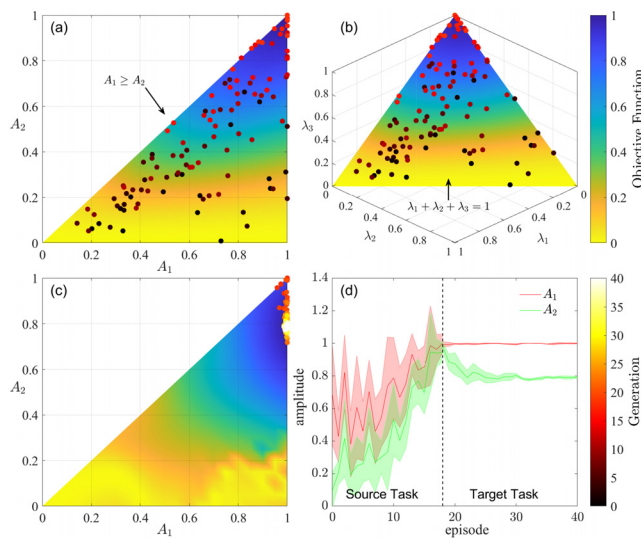 (a)
A₁ ≥ A₂
A₂
A₁
0 0.2 0.4 0.6 0.8 1
0 0.2 0.4 0.6 0.8 1
(b)
λ₃
λ₂
λ₁
λ₁ + λ₂ + λ₃ = 1
0 0.2 0.4 0.6 0.8 1
0.2 0.4 0.6 0.8 1
0 0.2 0.4 0.6 0.8 1
Objective Function
0 0.2 0.4 0.6 0.8 1
(c)
A₂
A₁
0 0.2 0.4 0.6 0.8 1
0 0.2 0.4 0.6 0.8 1
(d)
A₁
A₂
amplitude
0 0.2 0.4 0.6 0.8 1 1.2 1.4
Source Task
Target Task
0 10 20 30 40
episode
Generation
0 5 10 15 20 25 30 35 40